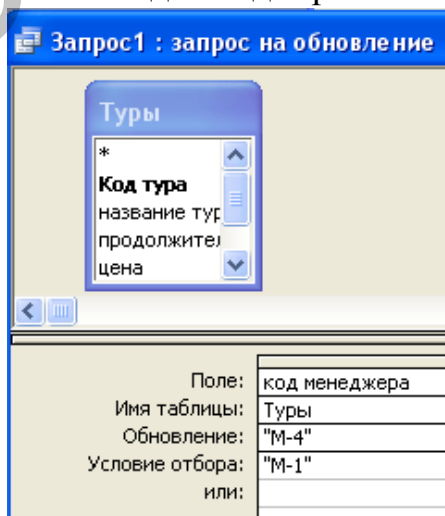 Запрос1 : запрос на обновление
Туры
*
Код тура
название тур
продолжител
цена
Поле: код менеджера
Имя таблицы: Туры
Обновление: "М-4"
Условие отбора: "М-1"
или: